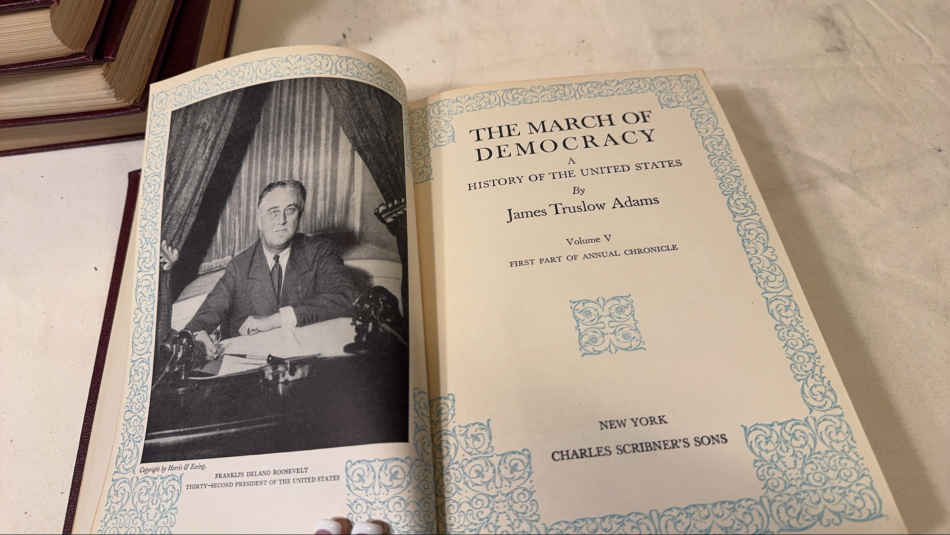 Copyright by Harris & Ewing.
FRANKLIN DELANO ROOSEVELT
THIRTY-SECOND PRESIDENT OF THE UNITED STATES
THE MARCH OF
DEMOCRACY
A
HISTORY OF THE UNITED STATES
By
James Truslow Adams
Volume V
FIRST PART OF ANNUAL CHRONICLE
NEW YORK
CHARLES SCRIBNER'S SONS